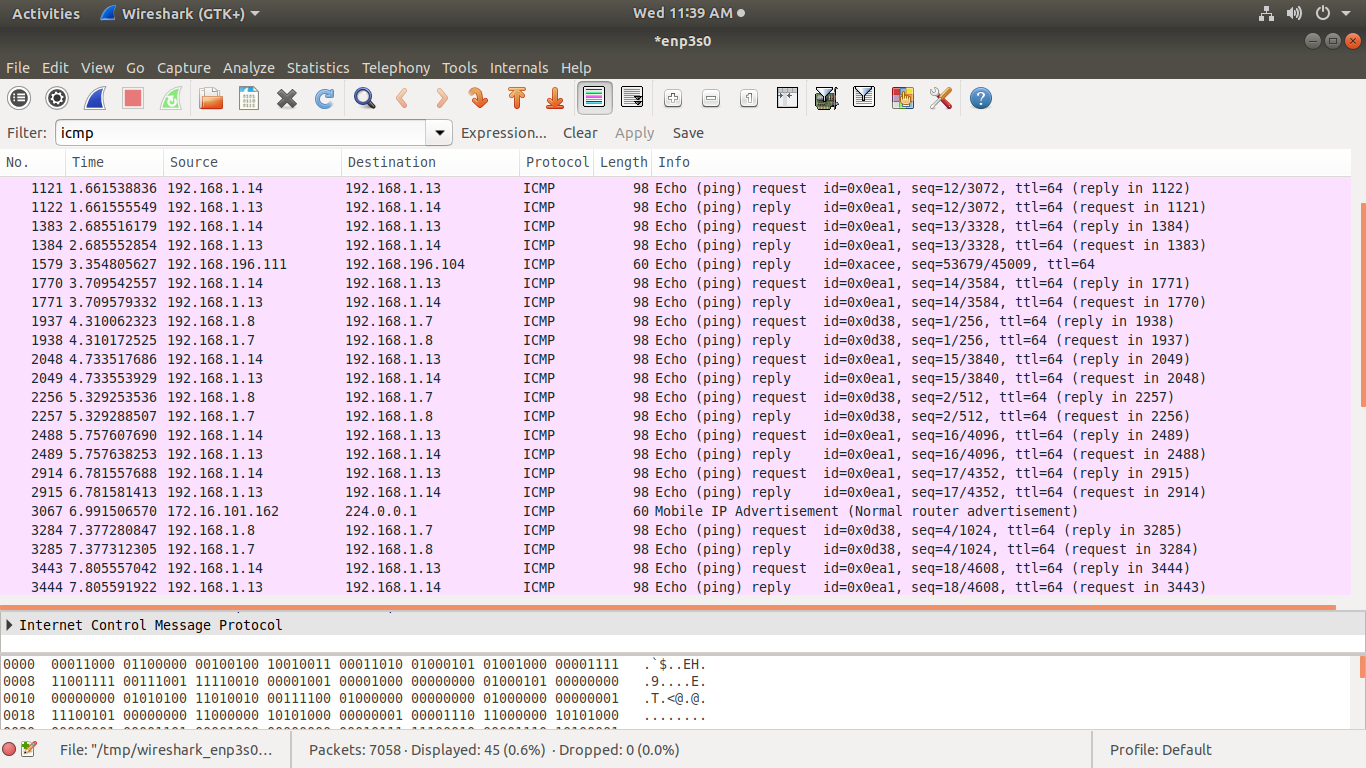 Activities Wireshark (GTK+) Wed 11:39 AM
*enp3s0
File Edit View Go Capture Analyze Statistics Telephony Tools Internals Help
Filter: icmp Expression... Clear Apply Save
No. Time Source Destination Protocol Length Info
1121 1.661538836 192.168.1.14 192.168.1.13 ICMP 98 Echo (ping) request id=0x0ea1, seq=12/3072, ttl=64 (reply in 1122)
1122 1.661555549 192.168.1.13 192.168.1.14 ICMP 98 Echo (ping) reply id=0x0ea1, seq=12/3072, ttl=64 (request in 1121)
1383 2.685516179 192.168.1.14 192.168.1.13 ICMP 98 Echo (ping) request id=0x0ea1, seq=13/3328, ttl=64 (reply in 1384)
1384 2.685552854 192.168.1.13 192.168.1.14 ICMP 98 Echo (ping) reply id=0x0ea1, seq=13/3328, ttl=64 (request in 1383)
1579 3.354805627 192.168.196.111 192.168.196.104 ICMP 60 Echo (ping) reply id=0xacee, seq=53679/45009, ttl=64
1770 3.709542557 192.168.1.14 192.168.1.13 ICMP 98 Echo (ping) request id=0x0ea1, seq=14/3584, ttl=64 (reply in 1771)
1771 3.709579332 192.168.1.13 192.168.1.14 ICMP 98 Echo (ping) reply id=0x0ea1, seq=14/3584, ttl=64 (request in 1770)
1937 4.310062323 192.168.1.8 192.168.1.7 ICMP 98 Echo (ping) request id=0x0d38, seq=1/256, ttl=64 (reply in 1938)
1938 4.310172525 192.168.1.7 192.168.1.8 ICMP 98 Echo (ping) reply id=0x0d38, seq=1/256, ttl=64 (request in 1937)
2048 4.733517686 192.168.1.14 192.168.1.13 ICMP 98 Echo (ping) request id=0x0ea1, seq=15/3840, ttl=64 (reply in 2049)
2049 4.733553929 192.168.1.13 192.168.1.14 ICMP 98 Echo (ping) reply id=0x0ea1, seq=15/3840, ttl=64 (request in 2048)
2256 5.329253536 192.168.1.8 192.168.1.7 ICMP 98 Echo (ping) request id=0x0d38, seq=2/512, ttl=64 (reply in 2257)
2257 5.329288507 192.168.1.7 192.168.1.8 ICMP 98 Echo (ping) reply id=0x0d38, seq=2/512, ttl=64 (request in 2256)
2488 5.757607690 192.168.1.14 192.168.1.13 ICMP 98 Echo (ping) request id=0x0ea1, seq=16/4096, ttl=64 (reply in 2489)
2489 5.757638253 192.168.1.13 192.168.1.14 ICMP 98 Echo (ping) reply id=0x0ea1, seq=16/4096, ttl=64 (request in 2488)
2914 6.781557688 192.168.1.14 192.168.1.13 ICMP 98 Echo (ping) request id=0x0ea1, seq=17/4352, ttl=64 (reply in 2915)
2915 6.781581413 192.168.1.13 192.168.1.14 ICMP 98 Echo (ping) reply id=0x0ea1, seq=17/4352, ttl=64 (request in 2914)
3067 6.991506570 172.16.101.162 224.0.0.1 ICMP 60 Mobile IP Advertisement (Normal router advertisement)
3284 7.377280847 192.168.1.8 192.168.1.7 ICMP 98 Echo (ping) request id=0x0d38, seq=4/1024, ttl=64 (reply in 3285)
3285 7.377312305 192.168.1.7 192.168.1.8 ICMP 98 Echo (ping) reply id=0x0d38, seq=4/1024, ttl=64 (request in 3284)
3443 7.805557042 192.168.1.14 192.168.1.13 ICMP 98 Echo (ping) request id=0x0ea1, seq=18/4608, ttl=64 (reply in 3444)
3444 7.805591922 192.168.1.13 192.168.1.14 ICMP 98 Echo (ping) reply id=0x0ea1, seq=18/4608, ttl=64 (request in 3443)
Internet Control Message Protocol
0000 00011000 01100000 00100100 10010011 00011010 01000101 01001000 00001111 .`$..EH.
0008 11001111 00111001 11110010 00001001 00001000 00000000 01000101 00000000 .9....E.
0010 00000000 01010100 11010010 00111100 01000000 00000000 01000000 00000001 .T.<@.@.
0018 11100101 00000000 11000000 10101000 00000001 00001110 11000000 10101000 ........
File: "/tmp/wireshark_enp3s0... Packets: 7058 · Displayed: 45 (0.6%) · Dropped: 0 (0.0%) Profile: Default